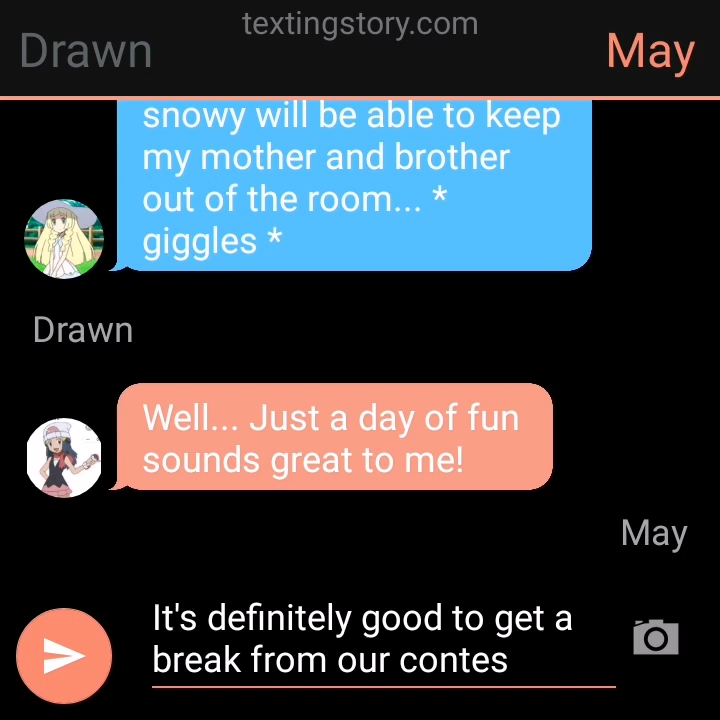 textingstory.com
Drawn
May
snowy will be able to keep
my mother and brother
out of the room... *
giggles *
Drawn
Well... Just a day of fun
sounds great to me!
May
It's definitely good to get a
break from our contes